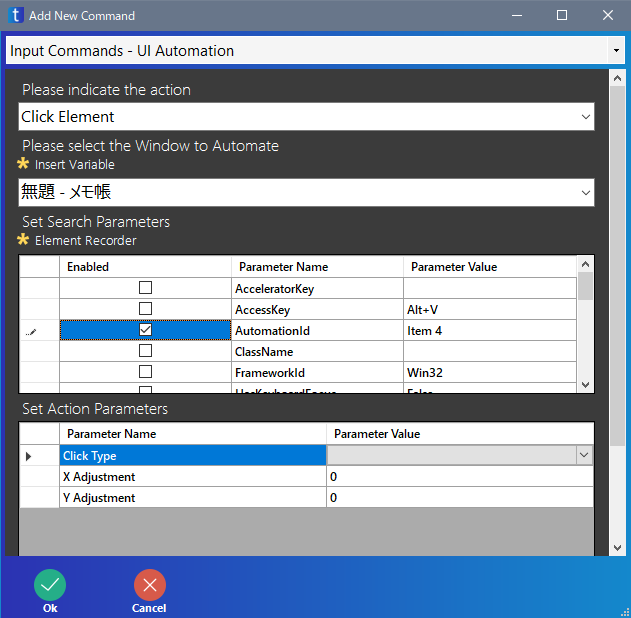 Add New Command
Input Commands - UI Automation
Please indicate the action
Click Element
Please select the Window to Automate
Insert Variable
無題 - メモ帳
Set Search Parameters
Element Recorder
Enabled Parameter Name Parameter Value
AcceleratorKey
AccessKey Alt+V
AutomationId Item 4
ClassName
FrameworkId Win32
HasKeyboardFocus False
Set Action Parameters
Parameter Name Parameter Value
Click Type
X Adjustment 0
Y Adjustment 0
Ok Cancel